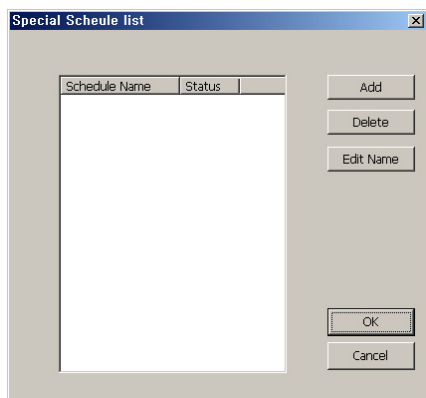 Special Scheule list
Schedule Name Status
Add
Delete
Edit Name
OK
Cancel